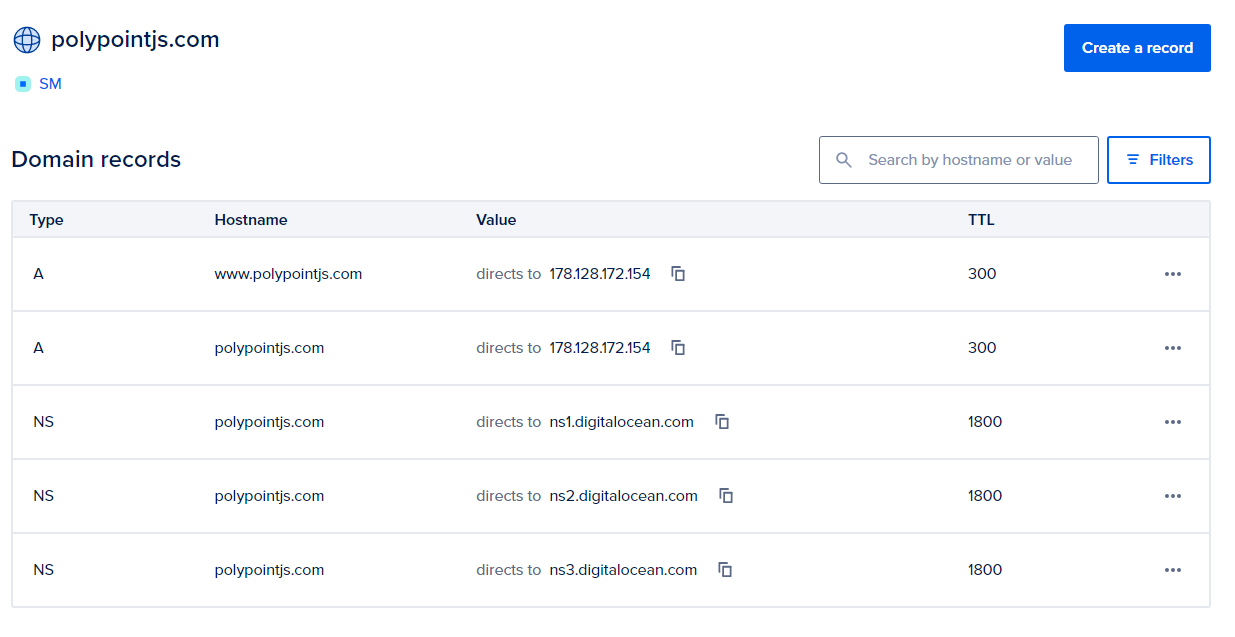 polypointjs.com
Create a record
SM
Domain records
Search by hostname or value
Filters
Type Hostname Value TTL
A www.polypointjs.com directs to 178.128.172.154 300
A polypointjs.com directs to 178.128.172.154 300
NS polypointjs.com directs to ns1.digitalocean.com 1800
NS polypointjs.com directs to ns2.digitalocean.com 1800
NS polypointjs.com directs to ns3.digitalocean.com 1800